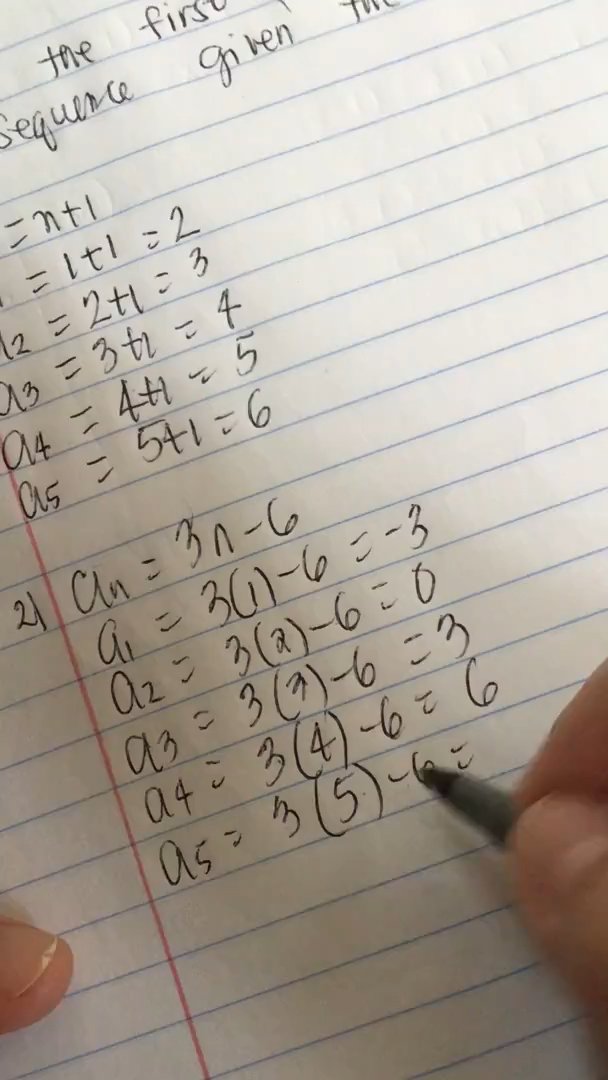 the first
sequence given the
= n+1
= 1+1 = 2
a2 = 2+1 = 3
a3 = 3+1 = 4
a4 = 4+1 = 5
a5 = 5+1 = 6
2) an = 3n-6
a1 = 3(1)-6 = -3
a2 = 3(2)-6 = 0
a3 = 3(3)-6 = 3
a4 = 3(4)-6 = 6
a5 = 3(5)-6 =